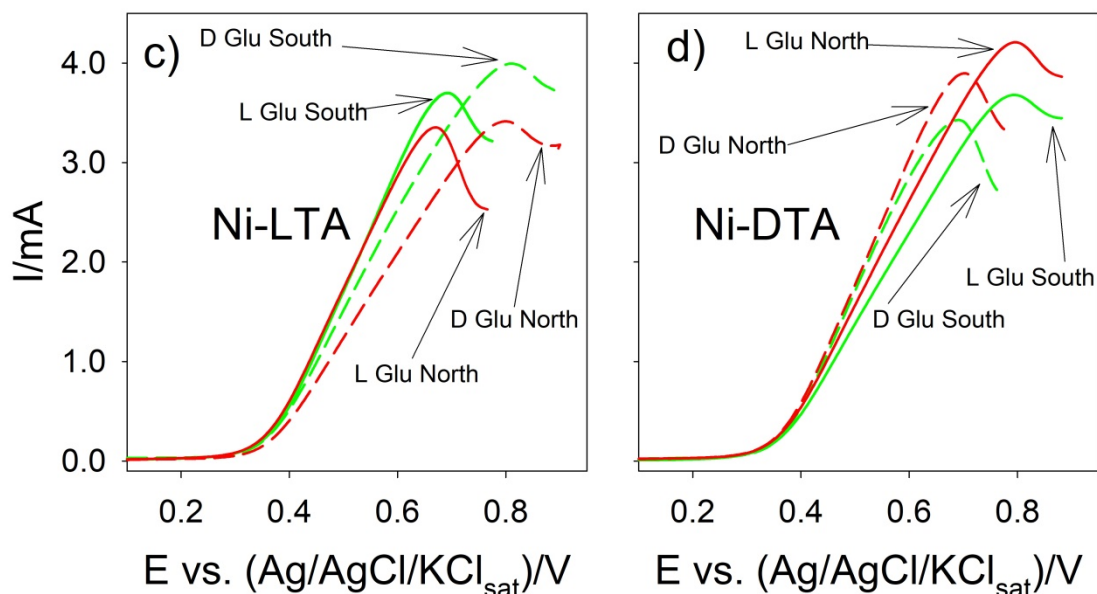 c)
D Glu South
L Glu South
Ni-LTA
D Glu North
L Glu North
I/mA
4.0
3.0
2.0
1.0
0.0
0.2
0.4
0.6
0.8
E vs. (Ag/AgCl/KCl_sat)/V
d)
L Glu North
D Glu North
Ni-DTA
L Glu South
D Glu South
0.2
0.4
0.6
0.8
E vs. (Ag/AgCl/KCl_sat)/V